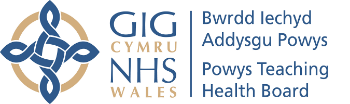 GIG
CYMRU
NHS
WALES
Bwrdd Iechyd
Addysgu Powys
Powys Teaching
Health Board